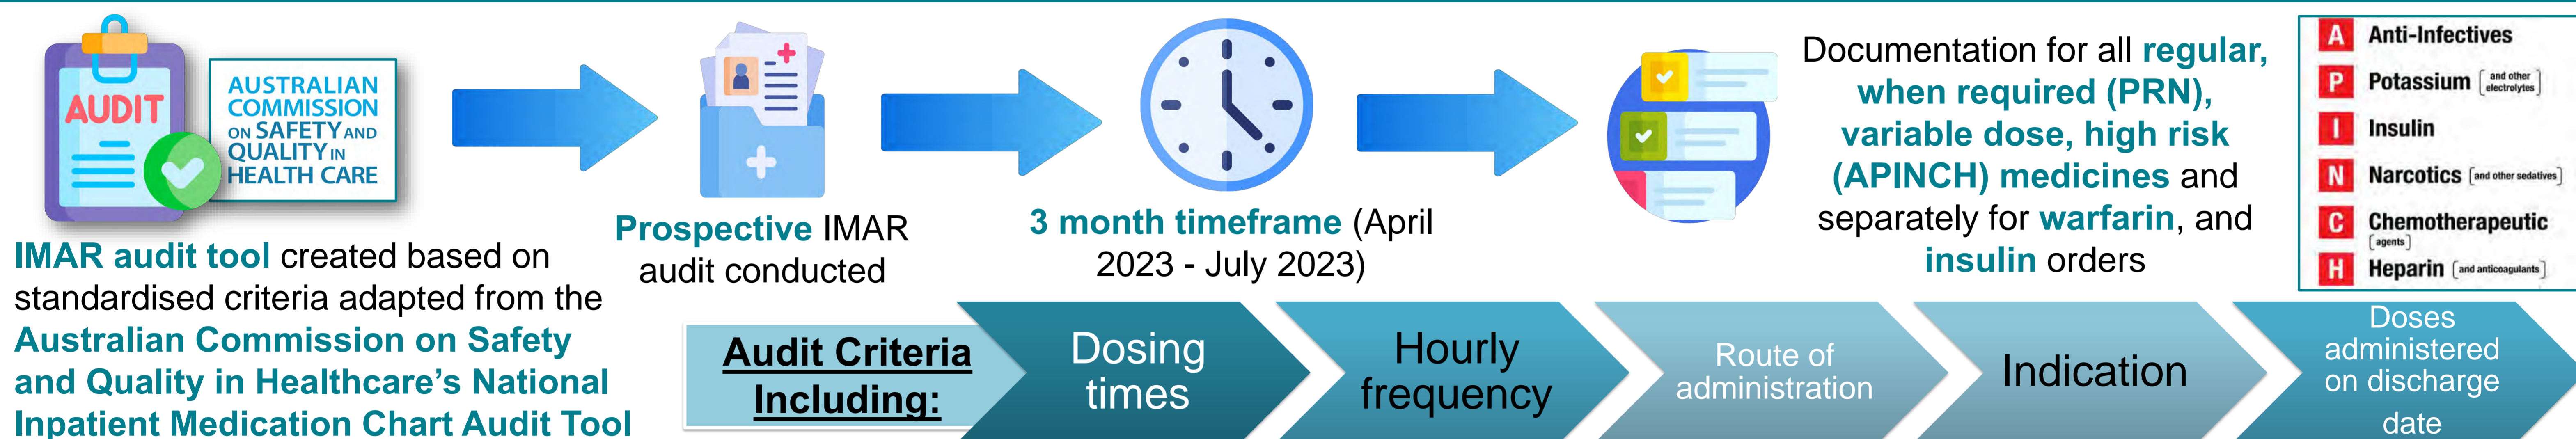 AUDIT
AUSTRALIAN
COMMISSION
ON SAFETY AND
QUALITY IN
HEALTH CARE
IMAR audit tool created based on
standardised criteria adapted from the
Australian Commission on Safety
and Quality in Healthcare's National
Inpatient Medication Chart Audit Tool
Prospective IMAR
audit conducted
3 month timeframe (April
2023 - July 2023)
Documentation for all regular,
when required (PRN),
variable dose, high risk
(APINCH) medicines and
separately for warfarin, and
insulin orders
A Anti-Infectives
P Potassium [and other electrolytes]
I Insulin
N Narcotics [and other sedatives]
C Chemotherapeutic
[agents]
H Heparin [and anticoagulants]
Audit Criteria
Including:
Dosing
times
Hourly
frequency
Route of
administration
Indication
Doses
administered
on discharge
date